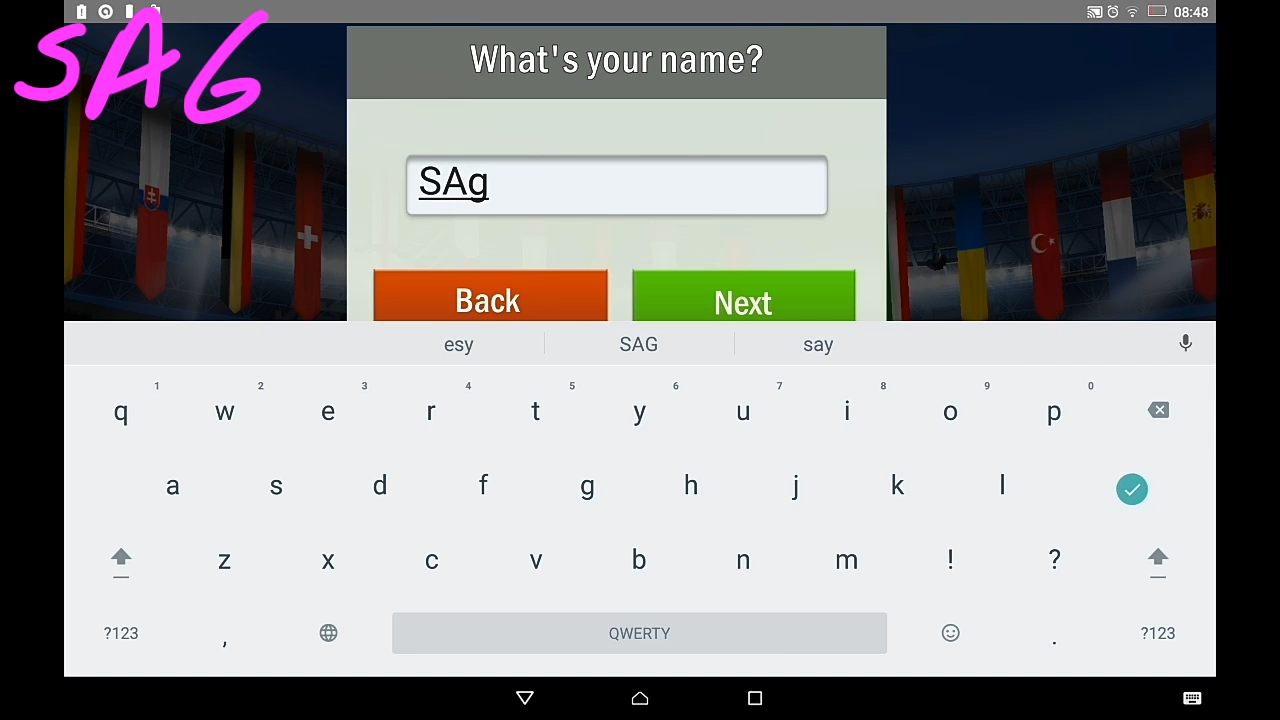 08:48
SAG
What's your name?
SAg
Back Next
esy SAG say
1 2 3 4 5 6 7 8 9 0
q w e r t y u i o p
a s d f g h j k l
z x c v b n m ! ?
?123 , QWERTY . ?123